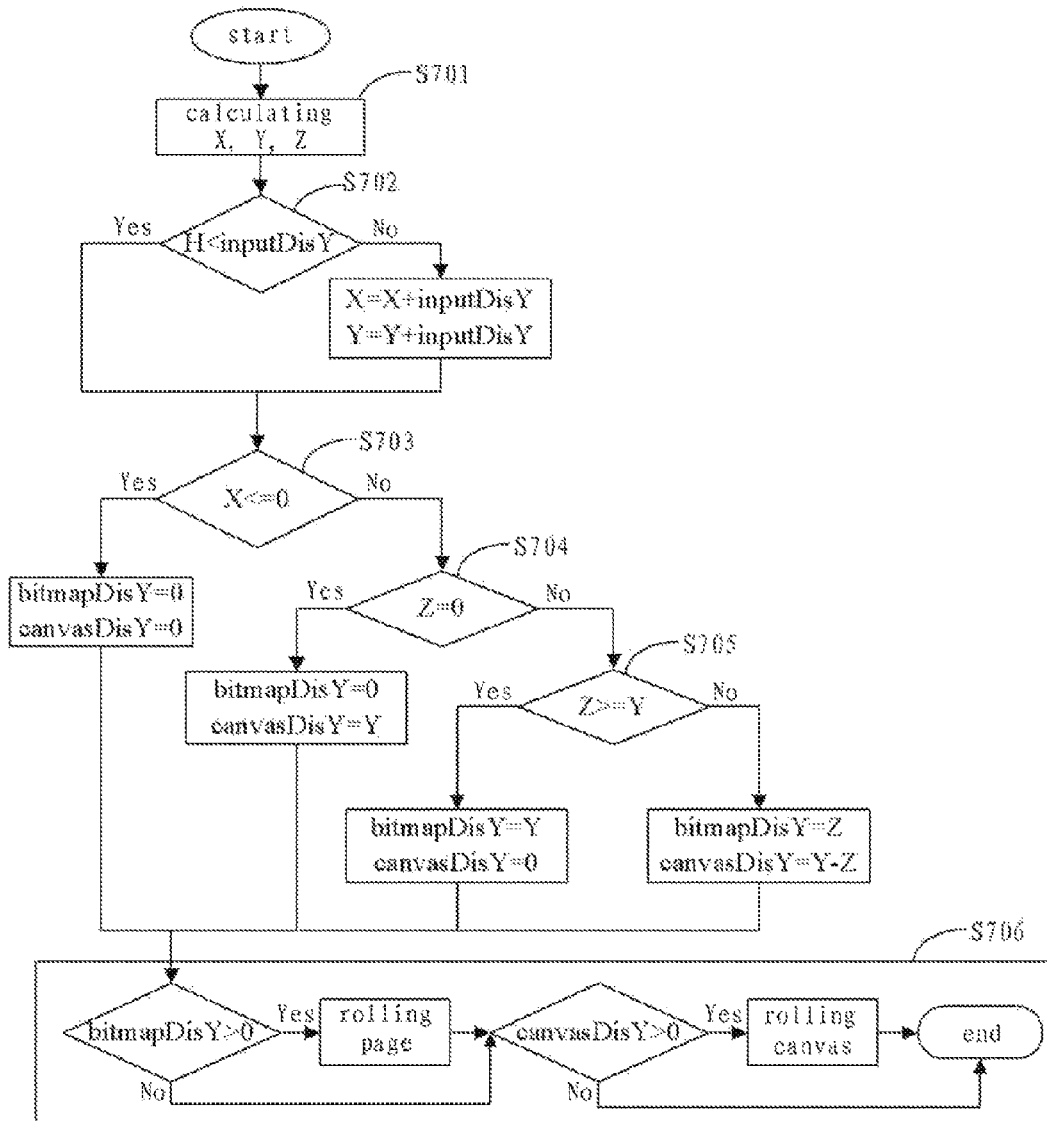 start
S701
calculating
X, Y, Z
S702
Yes
No
H<inputDisY
X=X+inputDisY
Y=Y+inputDisY
S703
Yes
No
X<=0
S704
bitmapDisY=0
canvasDisY=0
Yes
No
Z=0
S705
bitmapDisY=0
canvasDisY=Y
Yes
No
Z>=Y
bitmapDisY=Y
canvasDisY=0
bitmapDisY=Z
canvasDisY=Y-Z
S706
bitmapDisY>0
Yes
rolling
page
canvasDisY>0
Yes
rolling
canvas
end
No
No